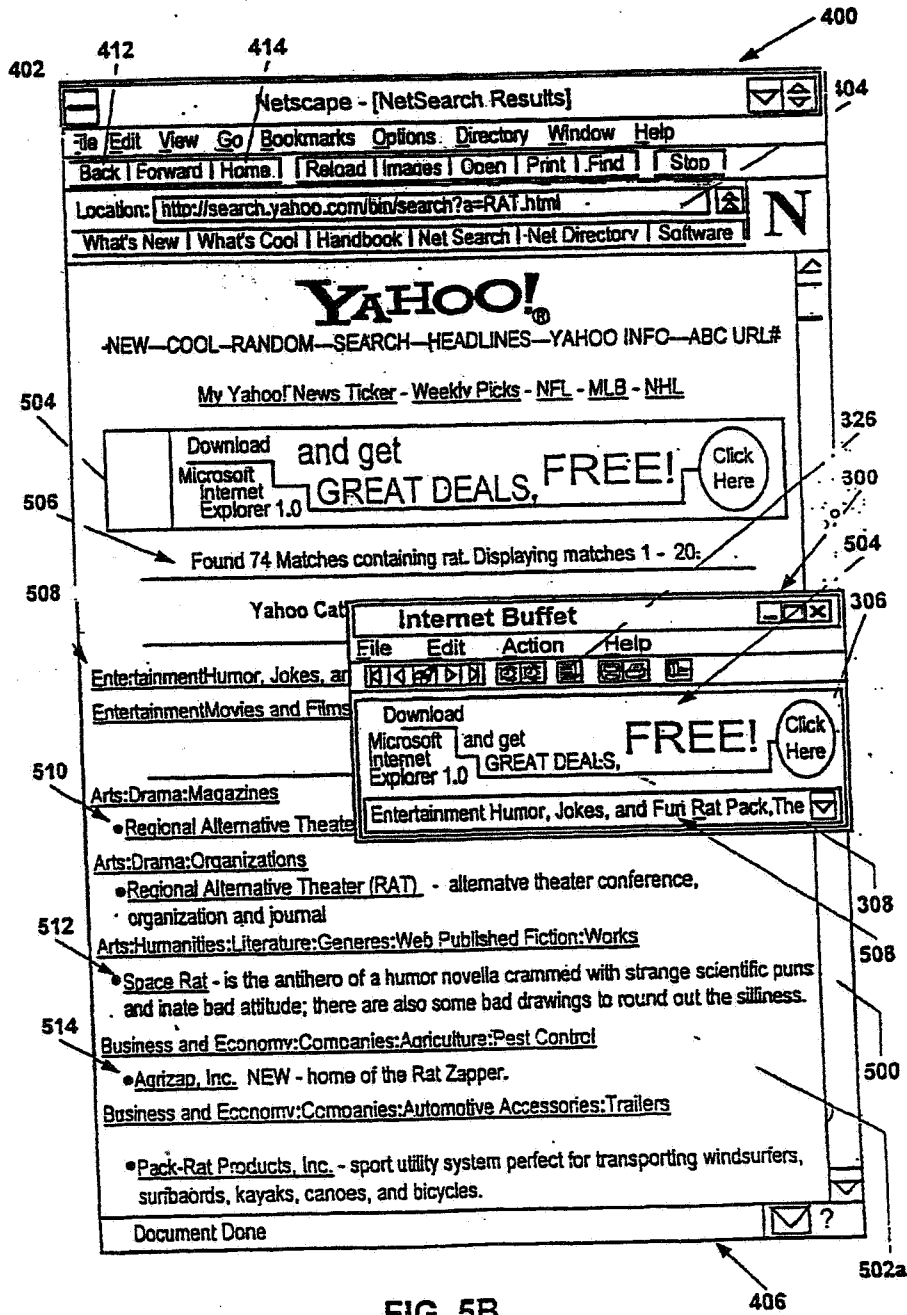 400
412
414
402
Netscape - [NetSearch Results]
404
File Edit View Go Bookmarks Options Directory Window Help
Back | Forward | Home | Reload | Images | Open | Print | Find | Stop
Location: http://search.yahoo.com/bin/search?a=RAT.html
N
What's New | What's Cool | Handbook | Net Search | Net Directory | Software
YAHOO!®
-NEW—COOL—RANDOM—SEARCH—HEADLINES—YAHOO INFO—ABC URL#
My Yahoo! News Ticker - Weekly Picks - NFL - MLB - NHL
504
326
Download
Microsoft
Internet
Explorer 1.0
and get
GREAT DEALS,
FREE!
Click
Here
300
506
504
Found 74 Matches containing rat. Displaying matches 1 - 20.
508
306
Yahoo Cat
Internet Buffet
File Edit Action Help
EntertainmentHumor, Jokes, an
EntertainmentMovies and Films
Download
Microsoft
Internet
Explorer 1.0
and get
GREAT DEALS,
FREE!
Click
Here
Entertainment Humor, Jokes, and Fun Rat Pack,The
510
Arts:Drama:Magazines
•Regional Alternative Theate
Arts:Drama:Organizations
•Regional Alternative Theater (RAT) - alternatve theater conference,
organization and journal
308
508
Arts:Humanities:Literature:Generes:Web Published Fiction:Works
512
•Space Rat - is the antihero of a humor novella crammed with strange scientific puns
and inate bad attitude; there are also some bad drawings to round out the silliness.
514
Business and Economy:Companies:Agriculture:Pest Control
•Agrizap, Inc. NEW - home of the Rat Zapper.
500
Business and Economy:Companies:Automotive Accessories:Trailers
•Pack-Rat Products, Inc. - sport utility system perfect for transporting windsurfers,
surfbaords, kayaks, canoes, and bicycles.
Document Done
?
502a
406
FIG. 5B